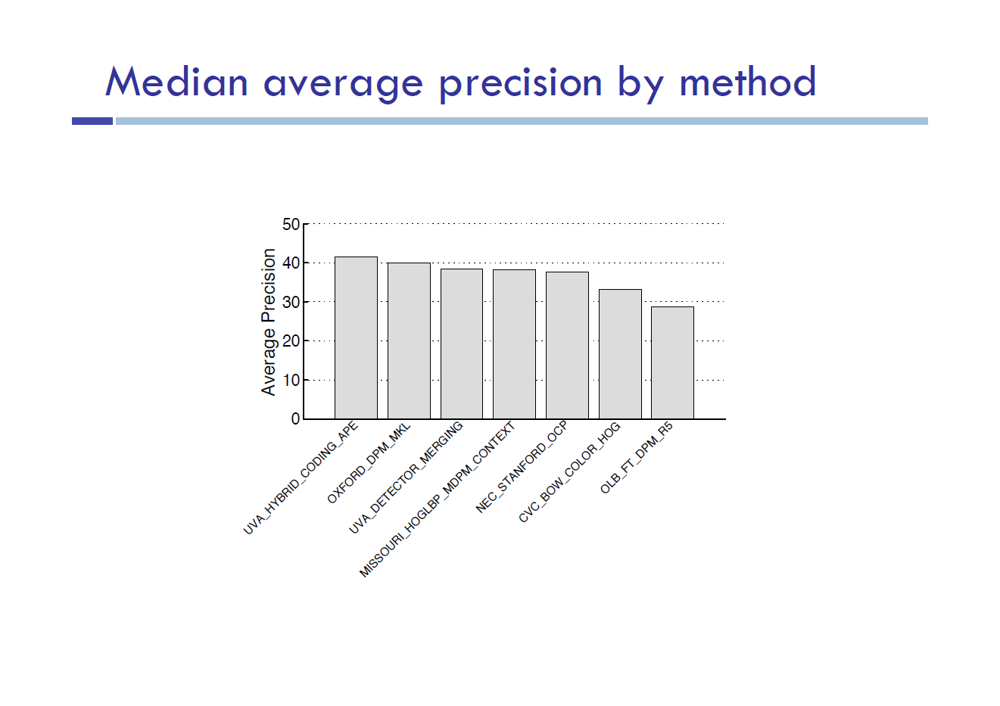 Median average precision by method
50
40
30
20
10
0
Average Precision
UVA_HYBRID_CODING_APE
OXFORD_DPM_MKL
UVA_DETECTOR_MERGING
MISSOURI_HOGLBP_MDPM_CONTEXT
NEC_STANFORD_OCP
CVC_BOW_COLOR_HOG
OLB_FT_DPM_R5